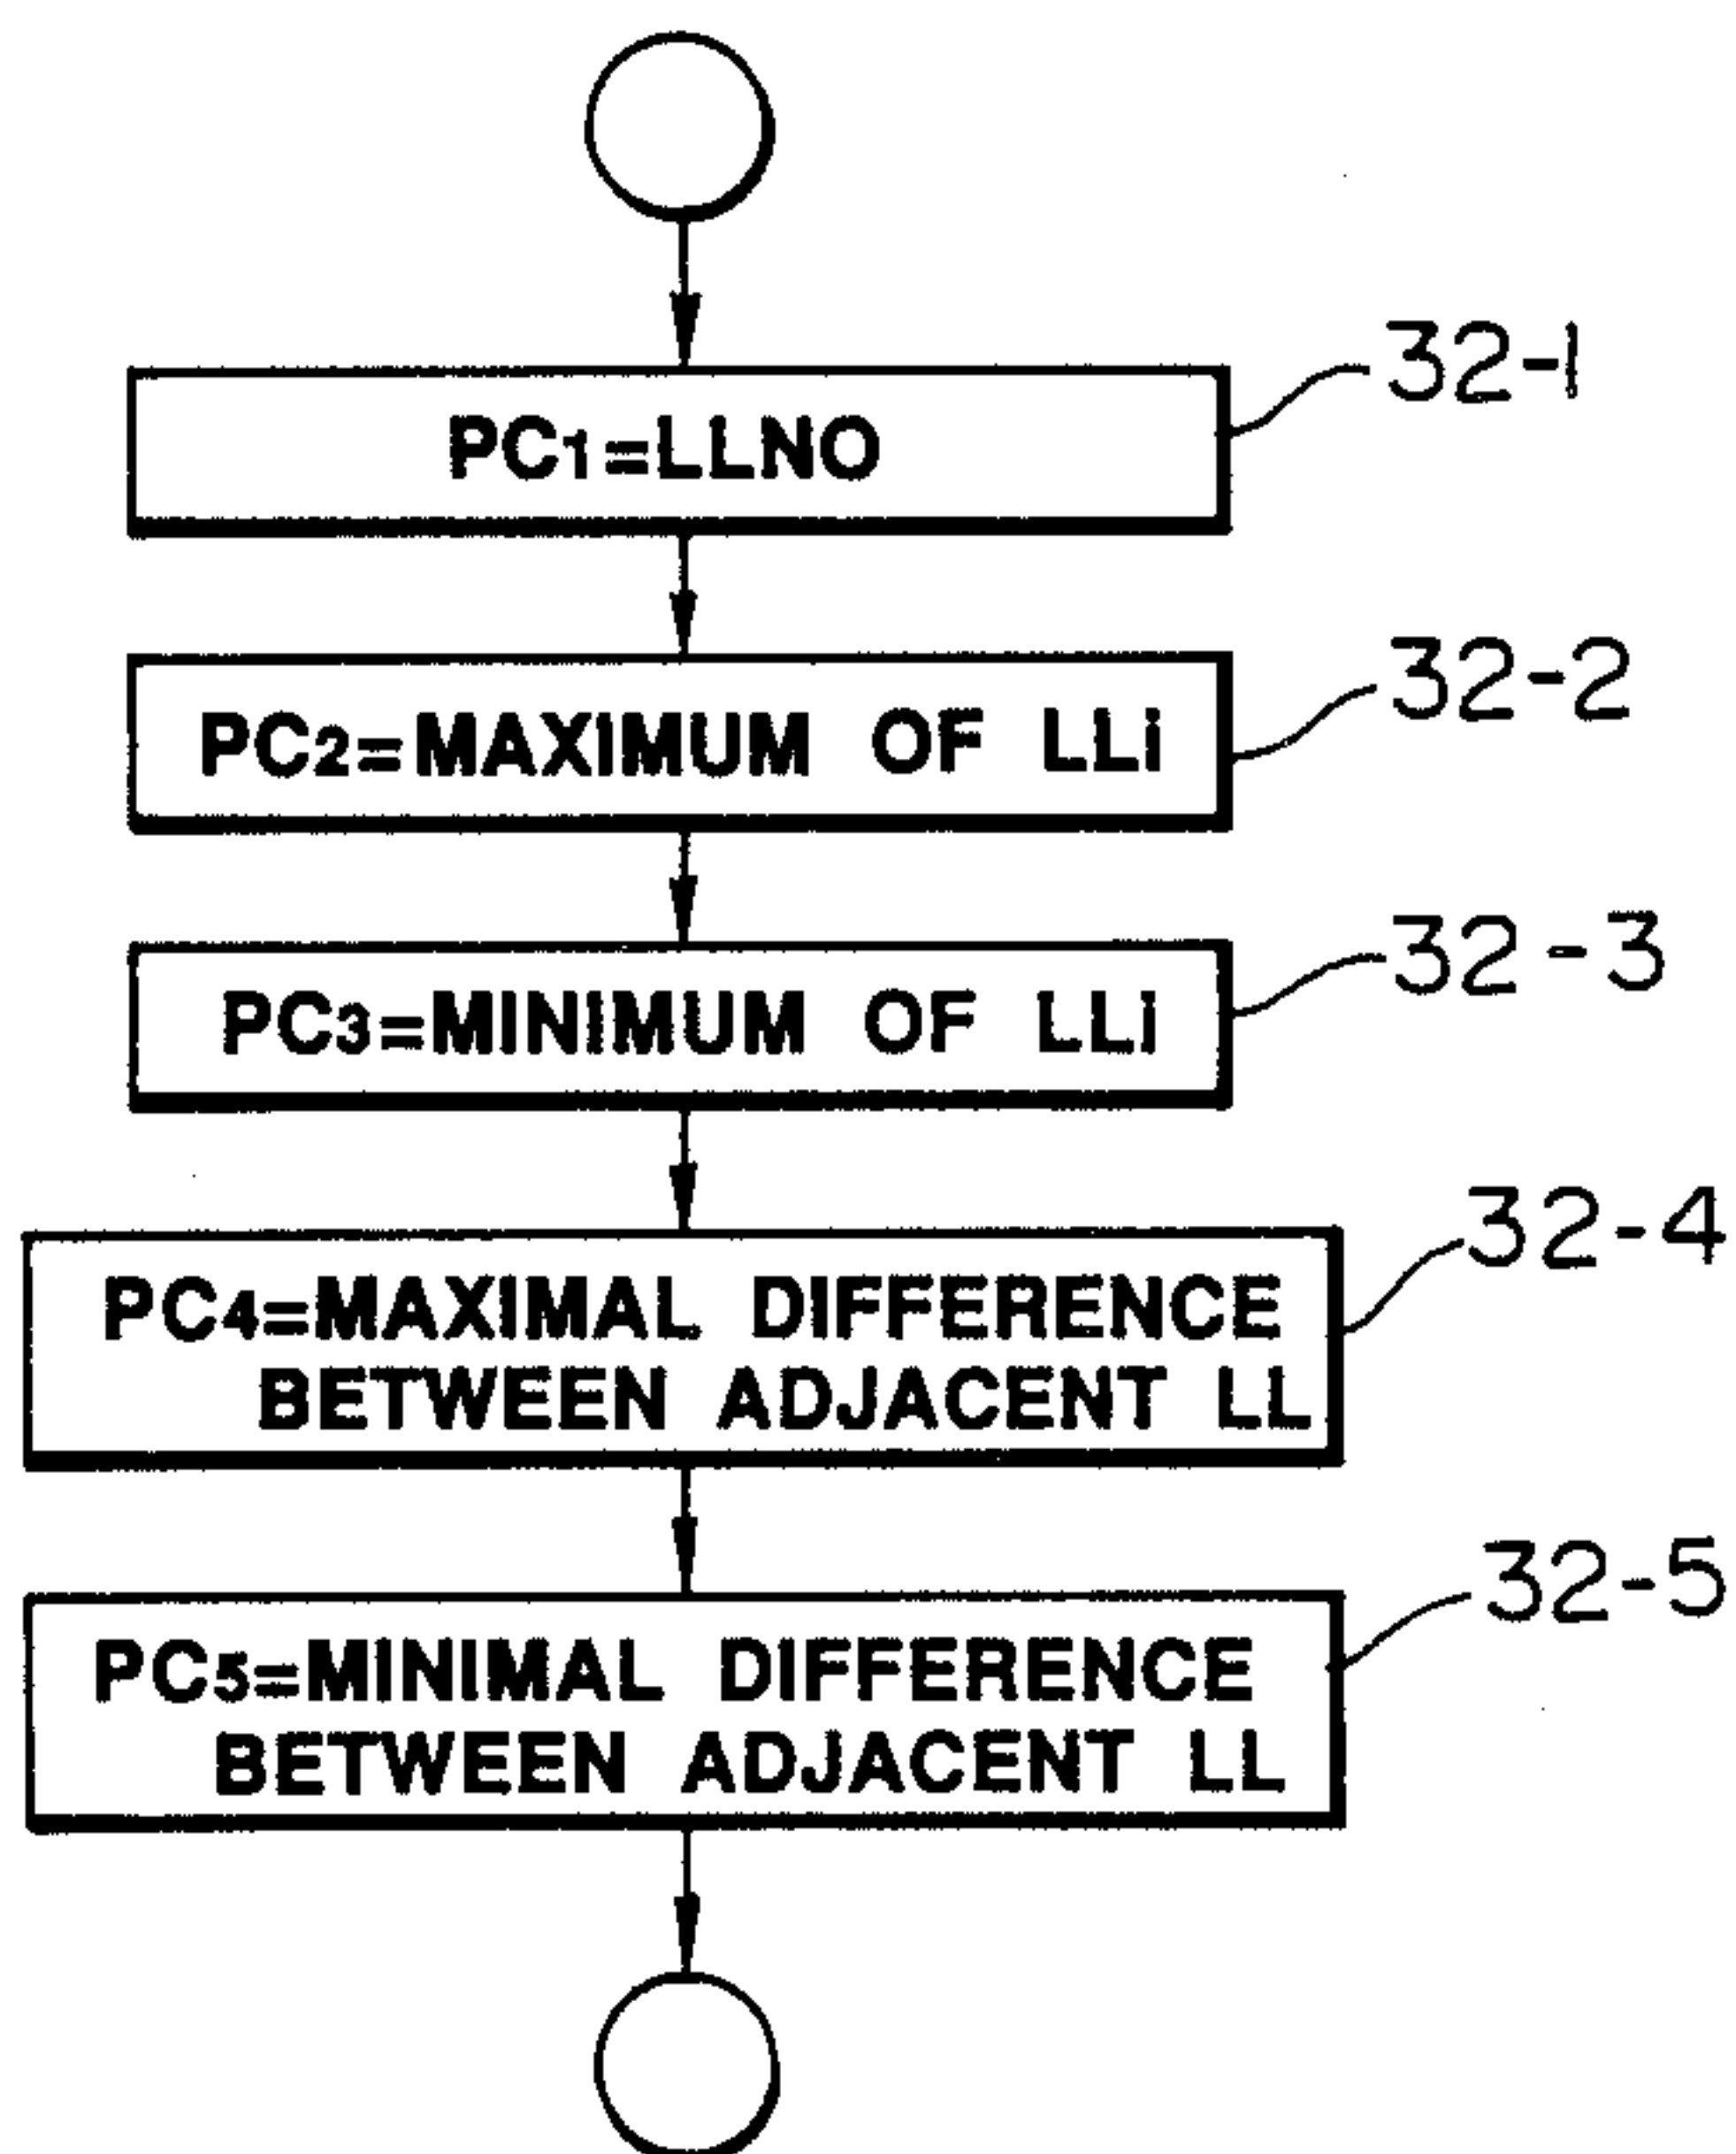 32-1
PC1=LLNO
32-2
PC2=MAXIMUM OF LLi
32-3
PC3=MINIMUM OF LLi
32-4
PC4=MAXIMAL DIFFERENCE
BETWEEN ADJACENT LL
32-5
PC5=MINIMAL DIFFERENCE
BETWEEN ADJACENT LL